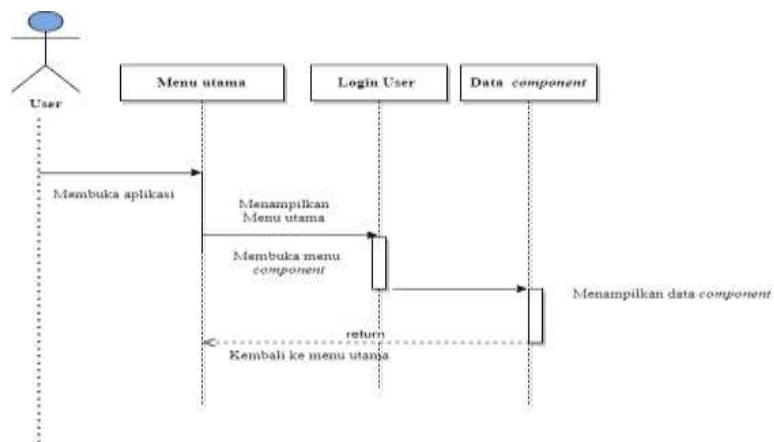 User
Menu utama
Login User
Data component
Membuka aplikasi
Menampilkan
Menu utama
Membuka menu
component
Menampilkan data component
return
Kembali ke menu utama